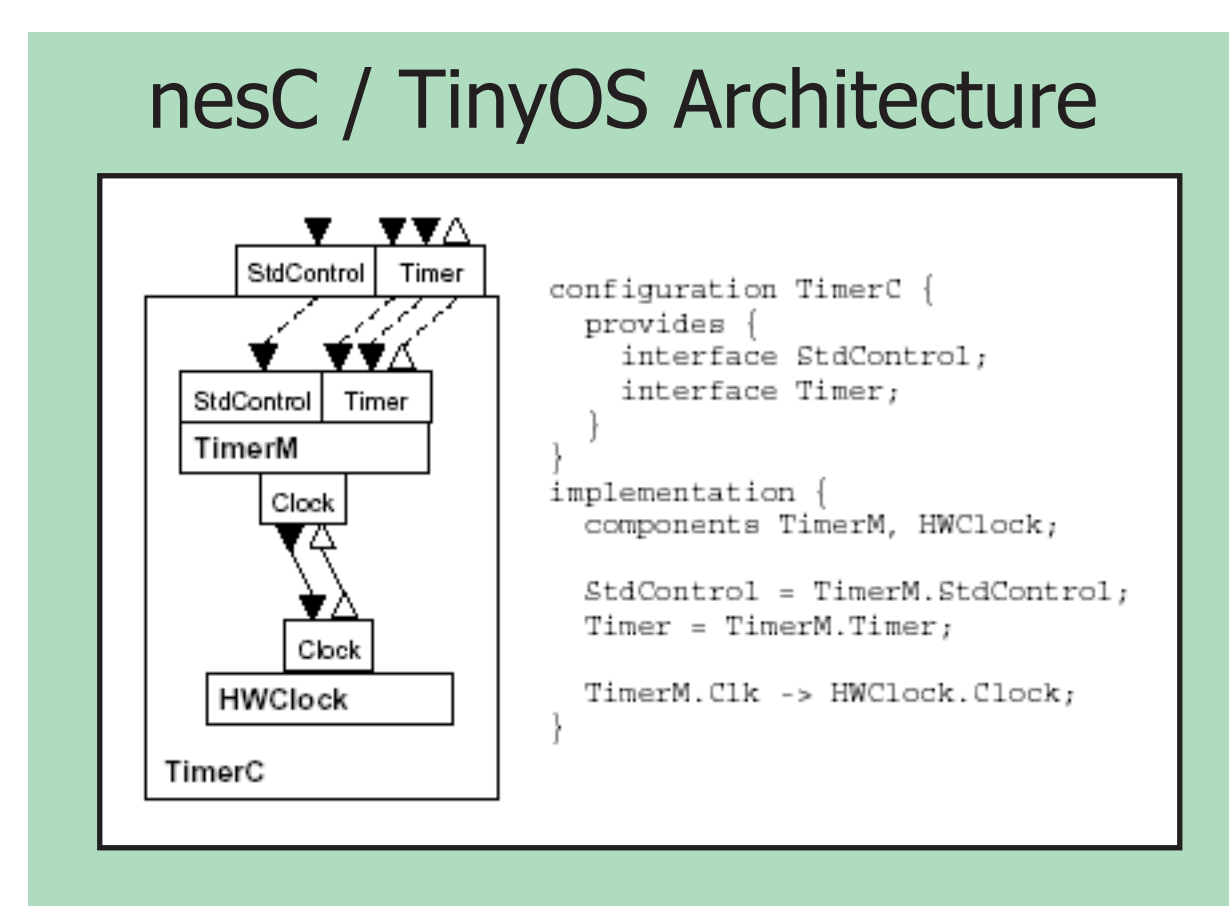 nesC / TinyOS Architecture
StdControl Timer
StdControl Timer
TimerM
Clock
Clock
HWClock
TimerC
configuration TimerC {
provides {
interface StdControl;
interface Timer;
}
}
implementation {
components TimerM, HWClock;
StdControl = TimerM.StdControl;
Timer = TimerM.Timer;
TimerM.Clk -> HWClock.Clock;
}